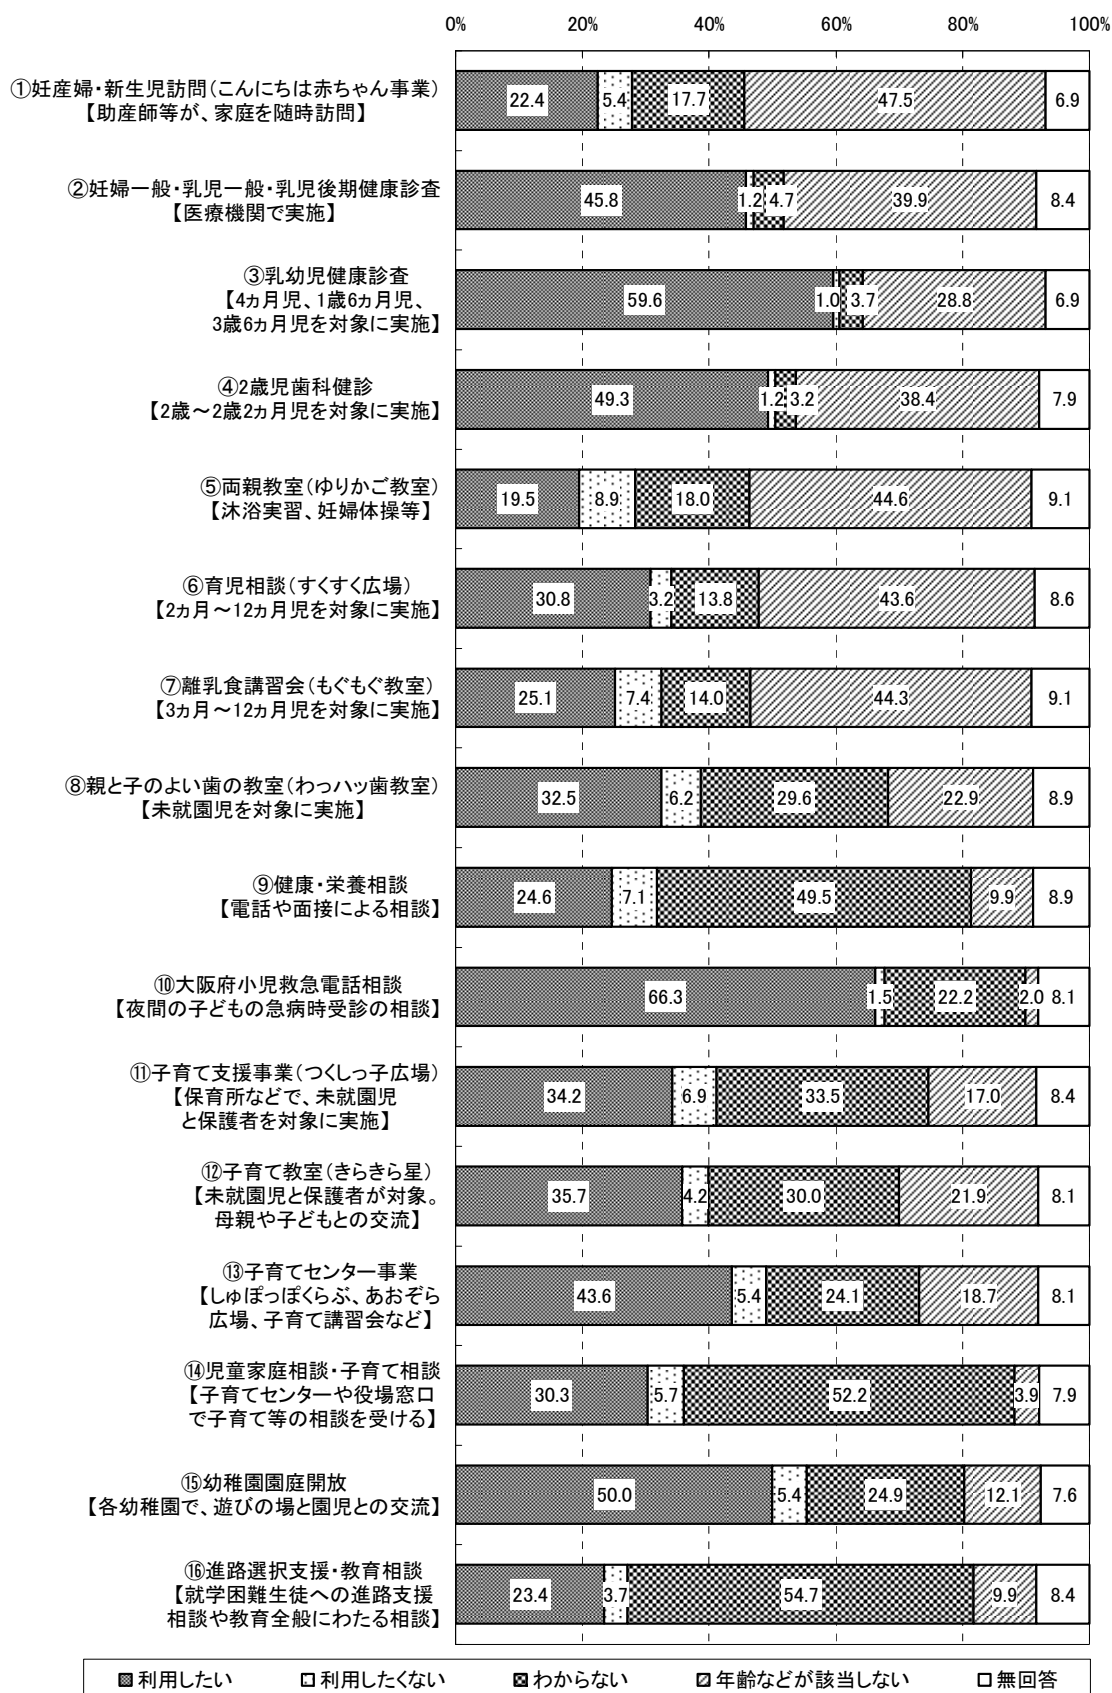 0% 20% 40% 60% 80% 100%
①妊産婦・新生児訪問(こんにちは赤ちゃん事業)
【助産師等が、家庭を随時訪問】
22.4 5.4 17.7 47.5 6.9
②妊婦一般・乳児一般・乳児後期健康診査
【医療機関で実施】
45.8 1.2 4.7 39.9 8.4
③乳幼児健康診査
【4ヵ月児、1歳6ヵ月児、
3歳6ヵ月児を対象に実施】
59.6 1.0 3.7 28.8 6.9
④2歳児歯科健診
【2歳~2歳2ヵ月児を対象に実施】
49.3 1.2 3.2 38.4 7.9
⑤両親教室(ゆりかご教室)
【沐浴実習、妊婦体操等】
19.5 8.9 18.0 44.6 9.1
⑥育児相談(すくすく広場)
【2ヵ月~12ヵ月児を対象に実施】
30.8 3.2 13.8 43.6 8.6
⑦離乳食講習会(もぐもぐ教室)
【3ヵ月~12ヵ月児を対象に実施】
25.1 7.4 14.0 44.3 9.1
⑧親と子のよい歯の教室(わっハッ歯教室)
【未就園児を対象に実施】
32.5 6.2 29.6 22.9 8.9
⑨健康・栄養相談
【電話や面接による相談】
24.6 7.1 49.5 9.9 8.9
⑩大阪府小児救急電話相談
【夜間の子どもの急病時受診の相談】
66.3 1.5 22.2 2.0 8.1
⑪子育て支援事業(つくしっ子広場)
【保育所などで、未就園児
と保護者を対象に実施】
34.2 6.9 33.5 17.0 8.4
⑫子育て教室(きらきら星)
【未就園児と保護者が対象。
母親や子どもとの交流】
35.7 4.2 30.0 21.9 8.1
⑬子育てセンター事業
【しゅぽっぽくらぶ、あおぞら
広場、子育て講習会など】
43.6 5.4 24.1 18.7 8.1
⑭児童家庭相談・子育て相談
【子育てセンターや役場窓口
で子育て等の相談を受ける】
30.3 5.7 52.2 3.9 7.9
⑮幼稚園園庭開放
【各幼稚園で、遊びの場と園児との交流】
50.0 5.4 24.9 12.1 7.6
⑯進路選択支援・教育相談
【就学困難生徒への進路支援
相談や教育全般にわたる相談】
23.4 3.7 54.7 9.9 8.4
利用したい 利用したくない わからない 年齢などが該当しない 無回答